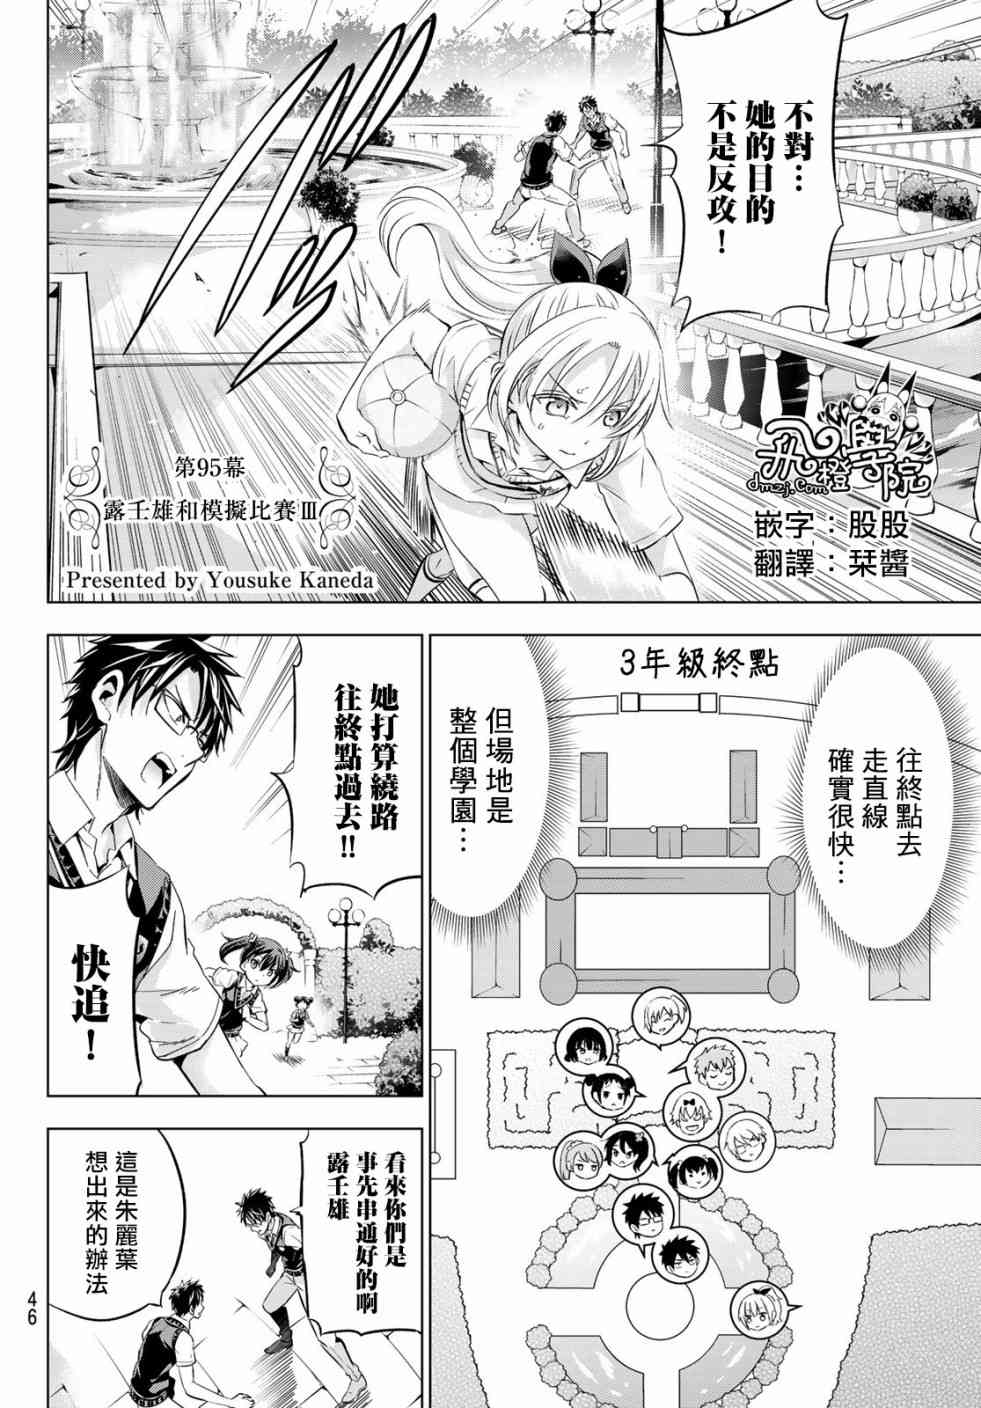 不對…
她的目的
不是反攻！
第95幕
露壬雄和模擬比賽III
Presented by Yousuke Kaneda
dmzj.com
嵌字：股股
翻譯：栞醬
往終點去
走直線
確實很快…
3年級終點
但場地是
整個學園…
她打算繞路
往終點過去!!
快追！
看來你們是
事先串通好的啊
露壬雄
這是朱麗葉
想出來的辦法
46